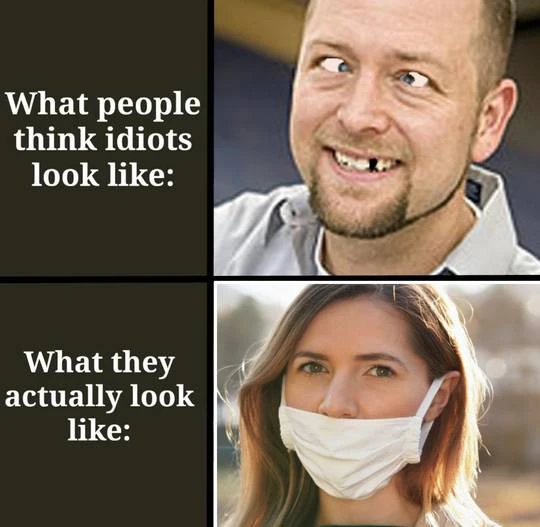 What people
think idiots
look like:
What they
actually look
like: